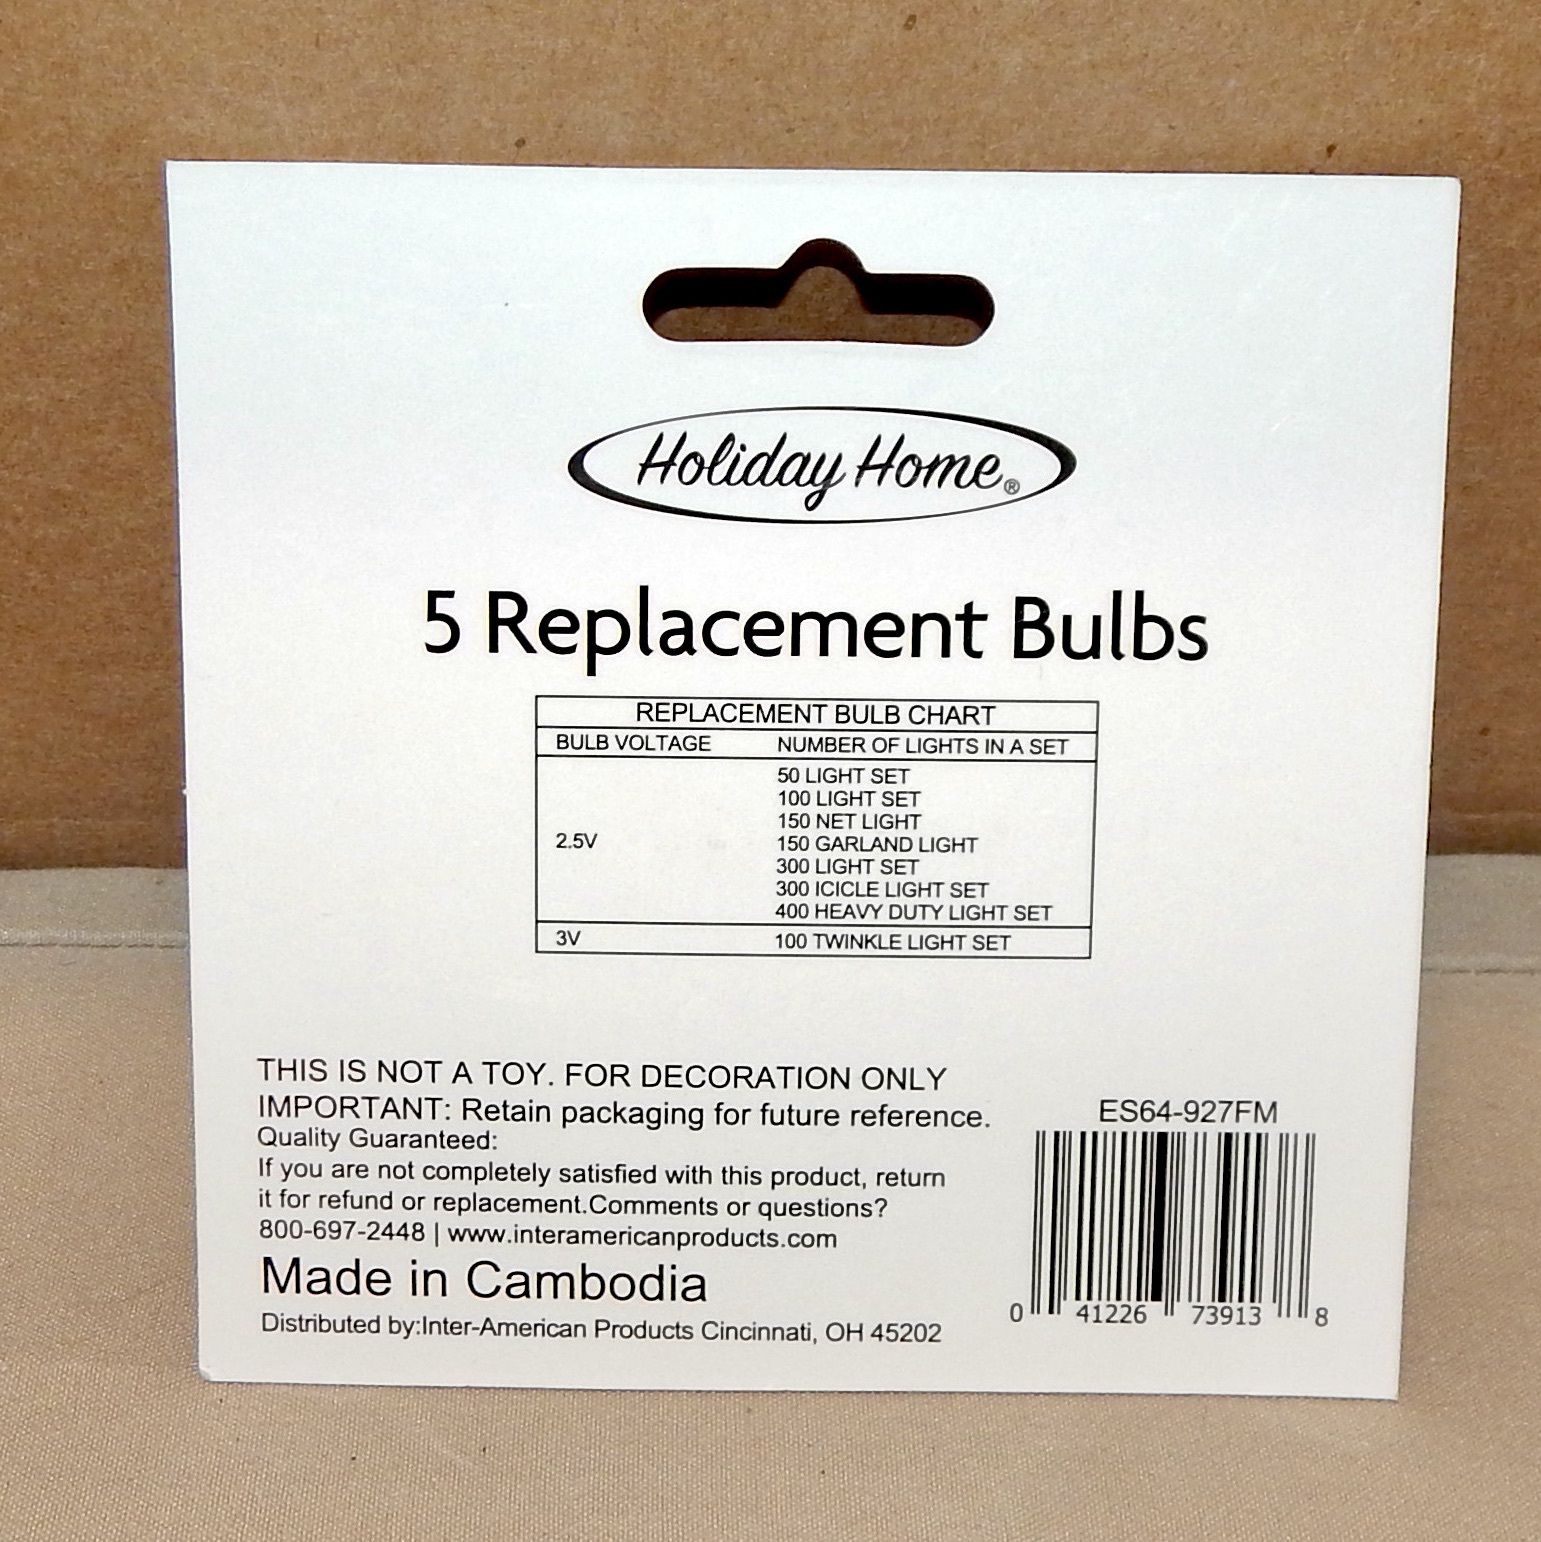 Holiday Home®
5 Replacement Bulbs
REPLACEMENT BULB CHART
BULB VOLTAGE NUMBER OF LIGHTS IN A SET
50 LIGHT SET
100 LIGHT SET
150 NET LIGHT
2.5V 150 GARLAND LIGHT
300 LIGHT SET
300 ICICLE LIGHT SET
400 HEAVY DUTY LIGHT SET
3V 100 TWINKLE LIGHT SET
THIS IS NOT A TOY. FOR DECORATION ONLY
IMPORTANT: Retain packaging for future reference.
Quality Guaranteed:
If you are not completely satisfied with this product, return
it for refund or replacement.Comments or questions?
800-697-2448 | www.interamericanproducts.com
Made in Cambodia
Distributed by:Inter-American Products Cincinnati, OH 45202
ES64-927FM
0 41226 73913 8